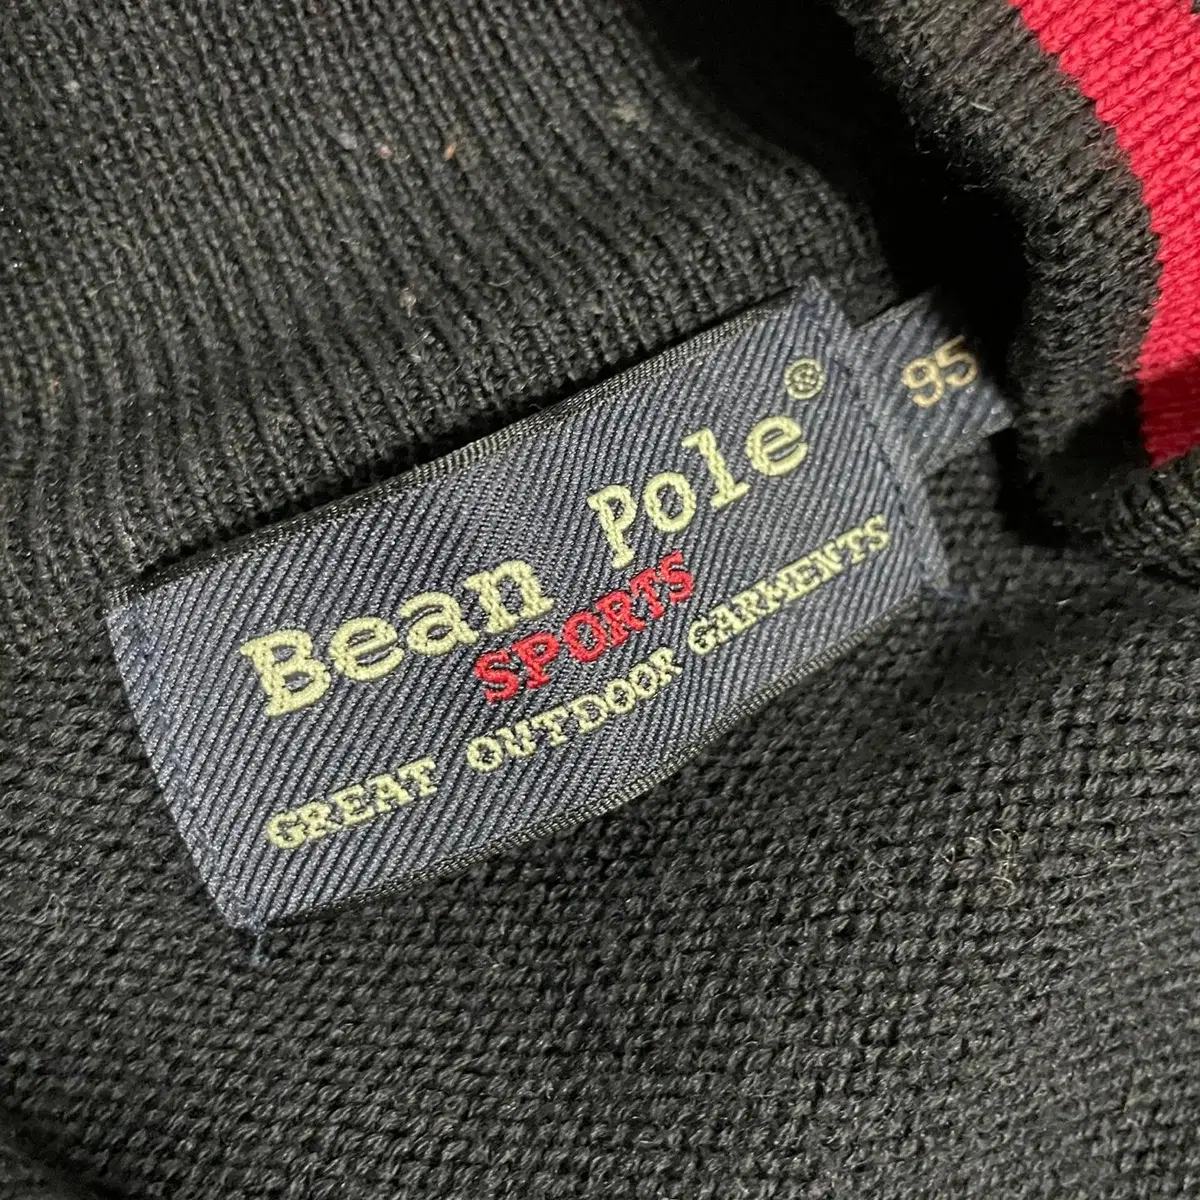 Bean Pole®
SPORTS
GREAT OUTDOOR GARMENTS
95